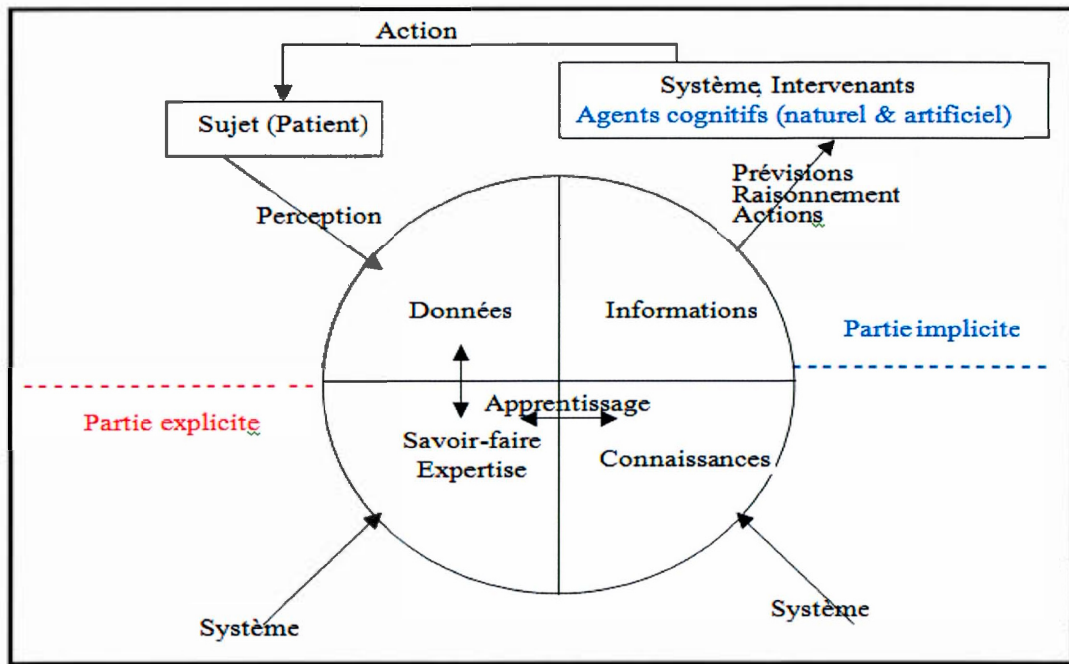 Action
Système, Intervenants
Agents cognitifs (naturel & artificiel)
Sujet (Patient)
Prévisions
Raisonnement
Actions
Perception
Données
Informations
Partie implicite
Apprentissage
Partie explicite
Savoir-faire
Expertise
Connaissances
Système
Système